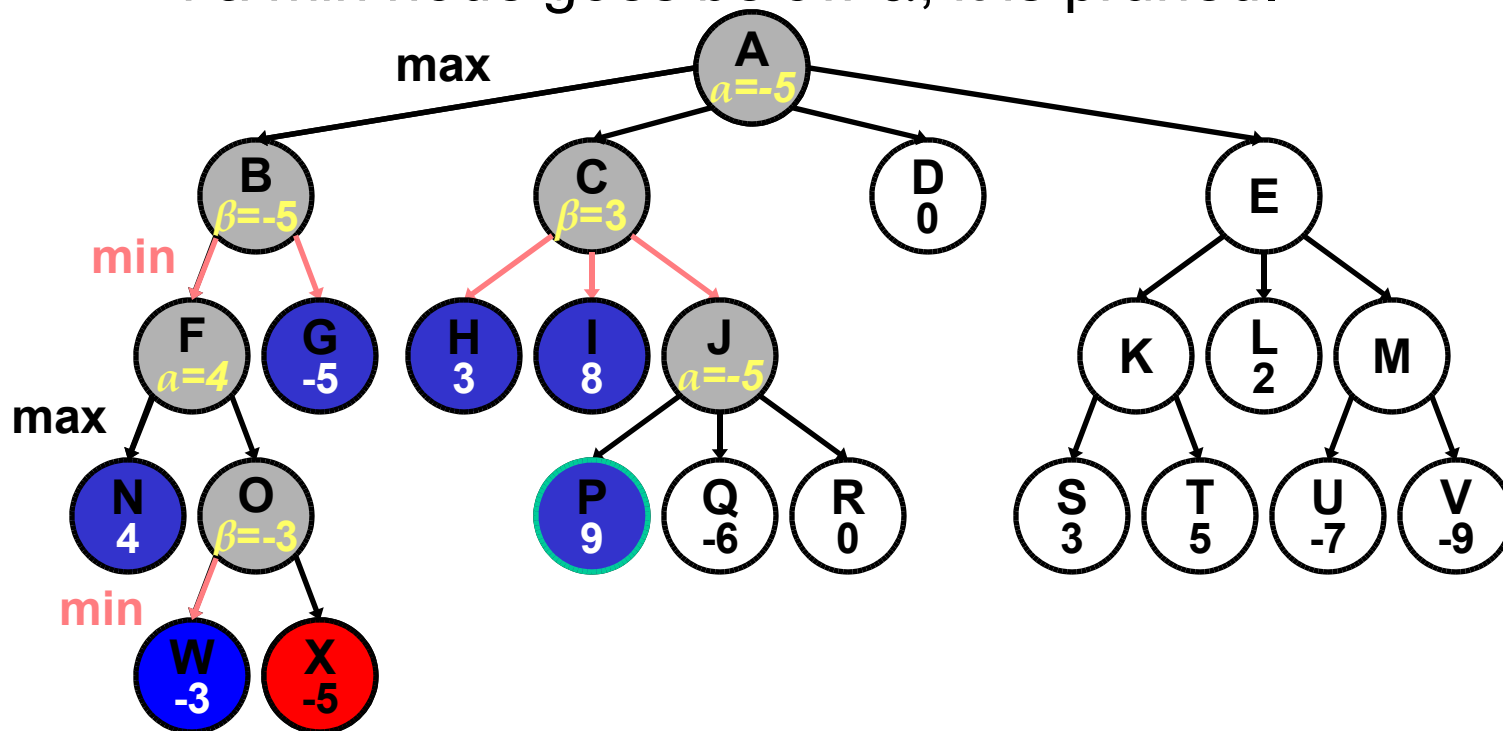 max
A
α=-5
B
β=-5
C
β=3
D
0
E
min
F
α=4
G
-5
H
3
I
8
J
α=-5
K
L
2
M
max
N
4
O
β=-3
P
9
Q
-6
R
0
S
3
T
5
U
-7
V
-9
min
W
-3
X
-5